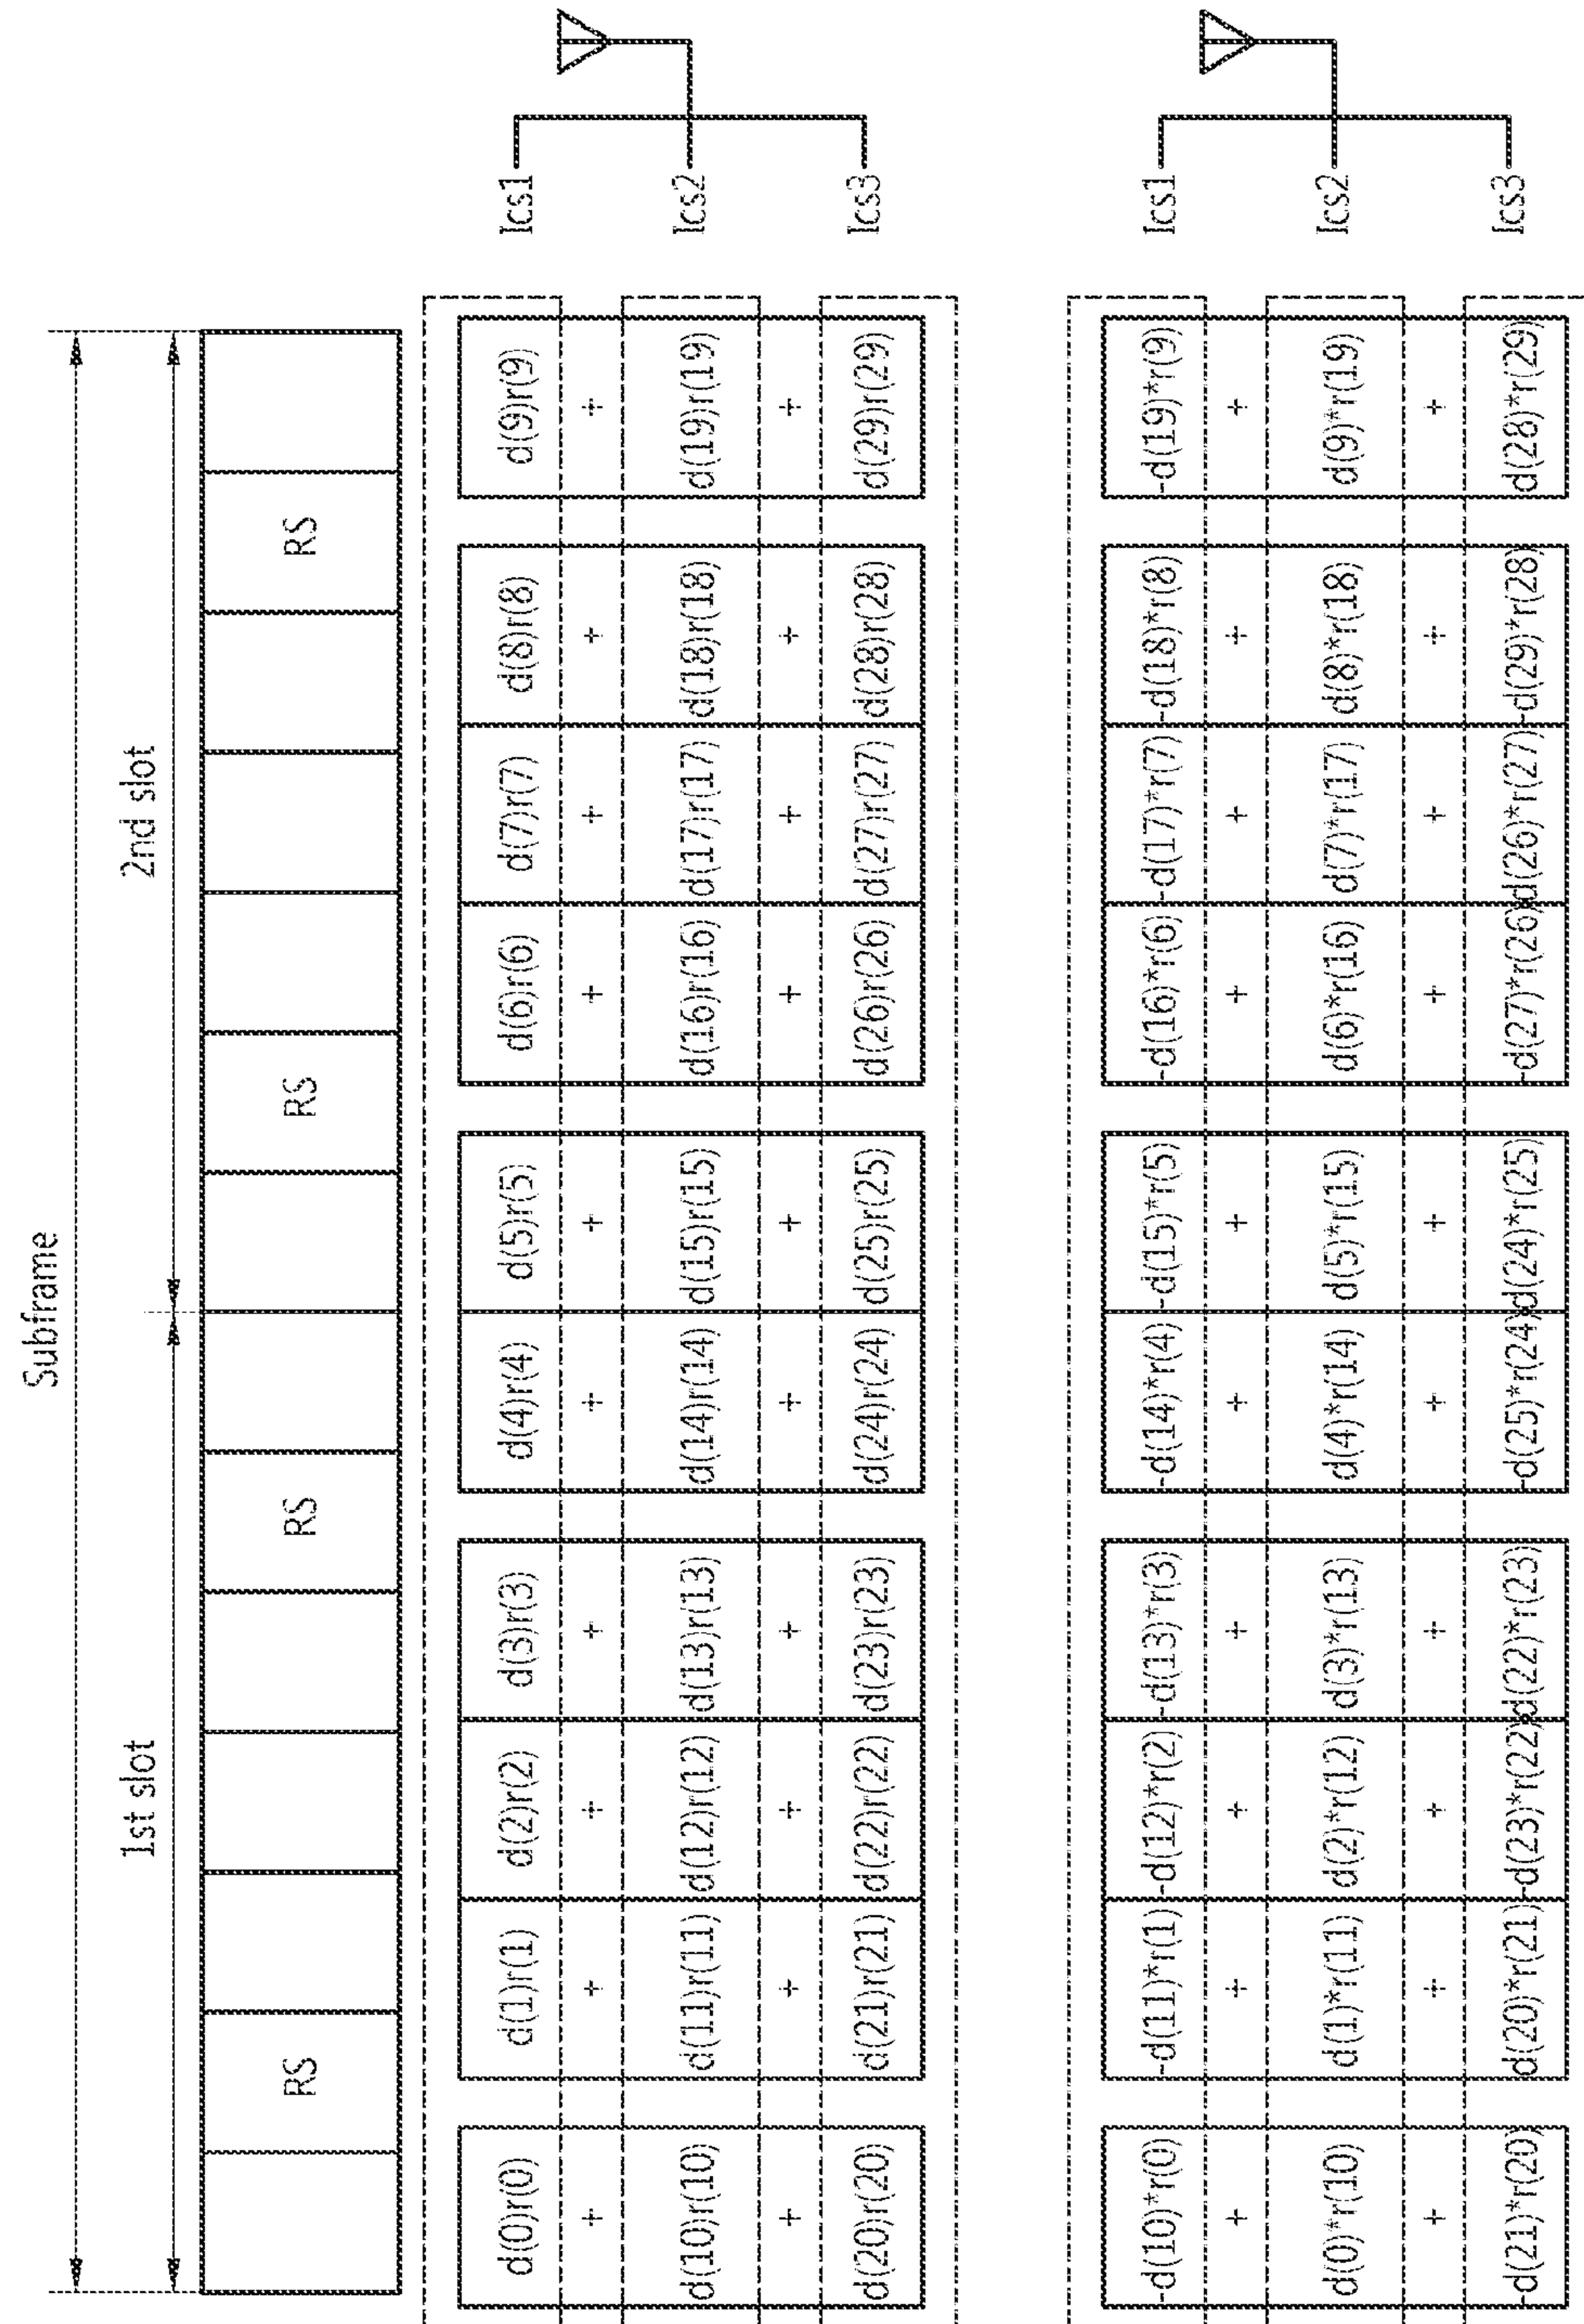 Subframe
1st slot 2nd slot
RS RS RS RS
d(0)r(0) d(1)r(1) d(2)r(2) d(3)r(3) d(4)r(4) d(5)r(5) d(6)r(6) d(7)r(7) d(8)r(8) d(9)r(9) Ics1
+ + + + + + + + + +
d(10)r(10) d(11)r(11) d(12)r(12) d(13)r(13) d(14)r(14) d(15)r(15) d(16)r(16) d(17)r(17) d(18)r(18) d(19)r(19) Ics2
+ + + + + + + + + +
d(20)r(20) d(21)r(21) d(22)r(22) d(23)r(23) d(24)r(24) d(25)r(25) d(26)r(26) d(27)r(27) d(28)r(28) d(29)r(29) Ics3
-d(10)*r(0) -d(11)*r(1) -d(12)*r(2) -d(13)*r(3) -d(14)*r(4) -d(15)*r(5) -d(16)*r(6) -d(17)*r(7) -d(18)*r(8) -d(19)*r(9) Ics1
+ + + + + + + + + +
d(0)*r(10) d(1)*r(11) d(2)*r(12) d(3)*r(13) d(4)*r(14) d(5)*r(15) d(6)*r(16) d(7)*r(17) d(8)*r(18) d(9)*r(19) Ics2
+ + + + + + + + + +
-d(21)*r(20) d(20)*r(21) -d(23)*r(22) d(22)*r(23) -d(25)*r(24) d(24)*r(25) -d(27)*r(26) d(26)*r(27) -d(29)*r(28) d(28)*r(29) Ics3